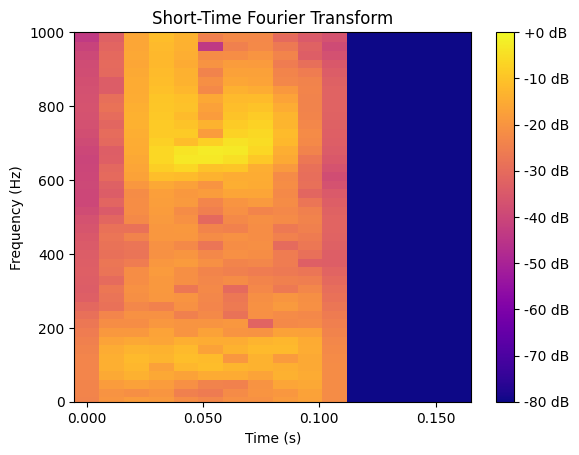 Short-Time Fourier Transform
Frequency (Hz)
1000
800
600
400
200
0
0.000
0.050
0.100
0.150
Time (s)
+0 dB
-10 dB
-20 dB
-30 dB
-40 dB
-50 dB
-60 dB
-70 dB
-80 dB